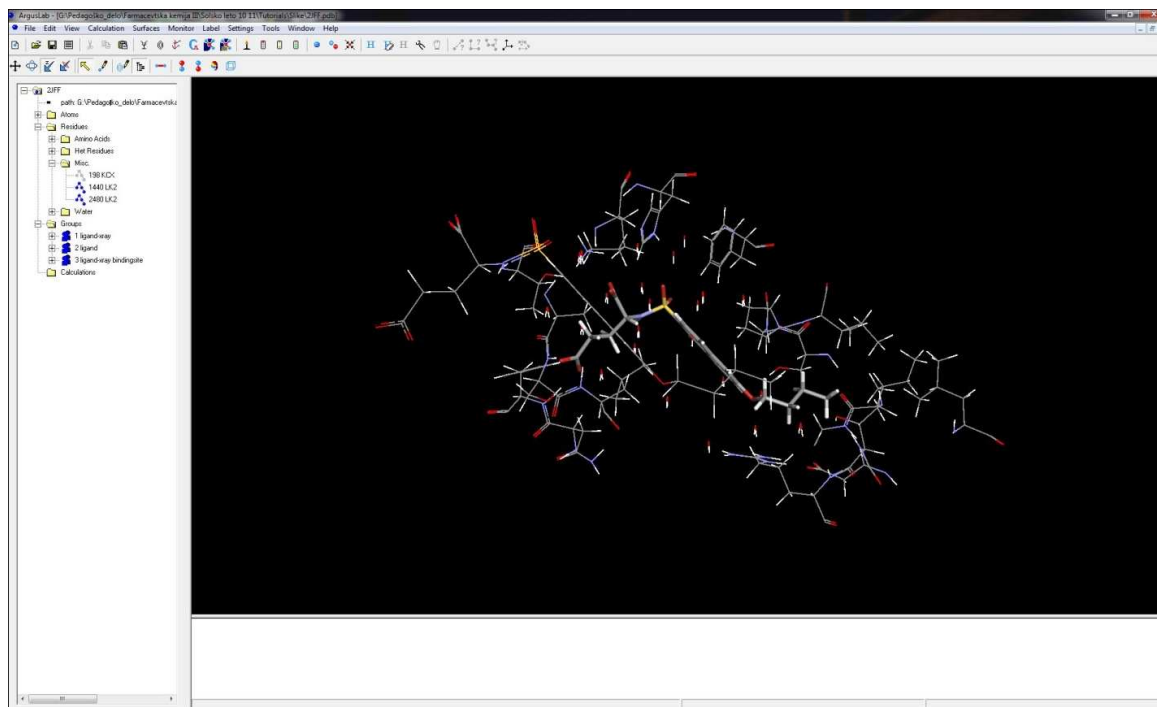 ArgusLab - [G:\Pedagoško_delo\Farmacevtska kemija III\Solsko leto 10 11\Tutorials\Slike\2JFF.pdb]
File Edit View Calculation Surfaces Monitor Label Settings Tools Window Help
2JFF
path: G:\Pedagoško_delo\Farmacevtska
Atoms
Residues
Amino Acids
Het Residues
Misc.
198 KCX
1440 LK2
2480 LK2
Water
Groups
1 ligand-xray
2 ligand
3 ligand-xray bindingsite
Calculations